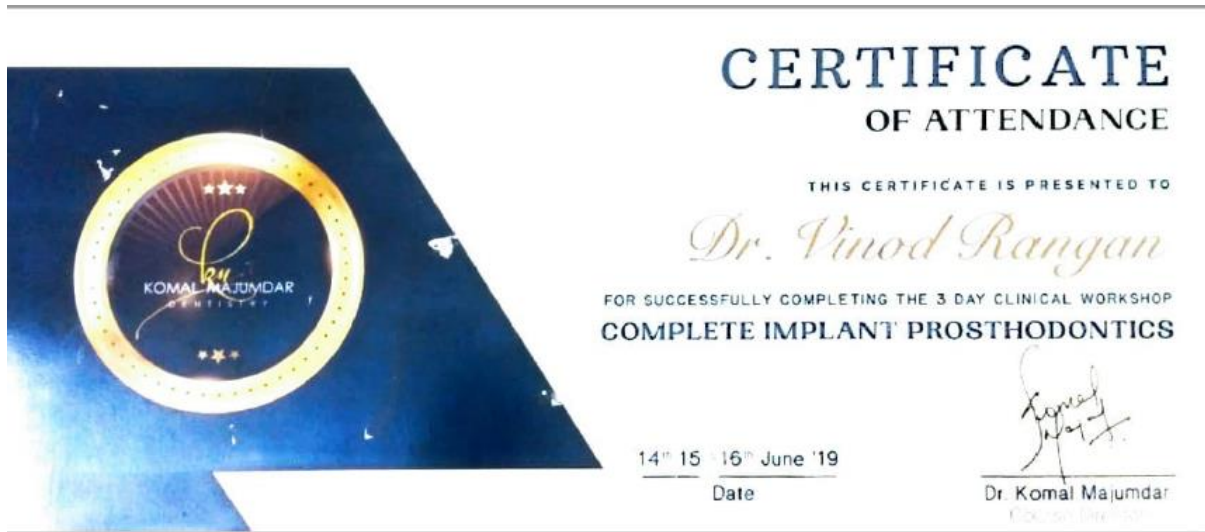 CERTIFICATE
OF ATTENDANCE
THIS CERTIFICATE IS PRESENTED TO
Dr. Vinod Rangan
FOR SUCCESSFULLY COMPLETING THE 3 DAY CLINICAL WORKSHOP
COMPLETE IMPLANT PROSTHODONTICS
KOMAL MAJUMDAR
DENTISTRY
14th 15 16th June '19
Date
Dr. Komal Majumdar